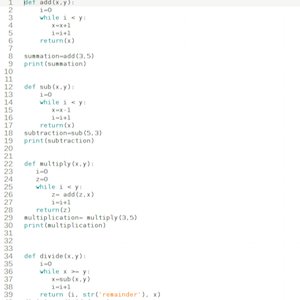 1 def add(x,y):
2     i=0
3     while i < y:
4         x=x+1
5         i=i+1
6     return(x)
7
8 summation=add(3,5)
9 print(summation)
10
11
12 def sub(x,y):
13     i=0
14     while i < y:
15         x=x-1
16         i=i+1
17     return(x)
18 subtraction=sub(5,3)
19 print(subtraction)
20
21
22 def multiply(x,y):
23    i=0
24    z=0
25    while i < y:
26        z= add(z,x)
27        i=i+1
28    return(z)
29 multiplication= multiply(3,5)
30 print(multiplication)
31
32
33
34 def divide(x,y):
35     i=0
36     while x >= y:
37         x=sub(x,y)
38         i=i+1
39     return (i, str('remainder'), x)